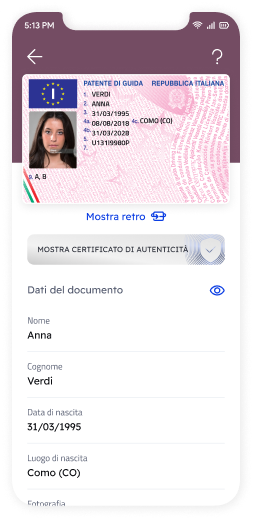 5:13 PM
PATENTE DI GUIDA REPUBBLICA ITALIANA
I
1. VERDI
2. ANNA
3. 31/03/1995
4a. 08/08/2018 4c. COMO (CO)
4b. 31/03/2028
5. U1319980P
7.
9. A, B
Mostra retro
MOSTRA CERTIFICATO DI AUTENTICITÀ
Dati del documento
Nome
Anna
Cognome
Verdi
Data di nascita
31/03/1995
Luogo di nascita
Como (CO)
Fotografia